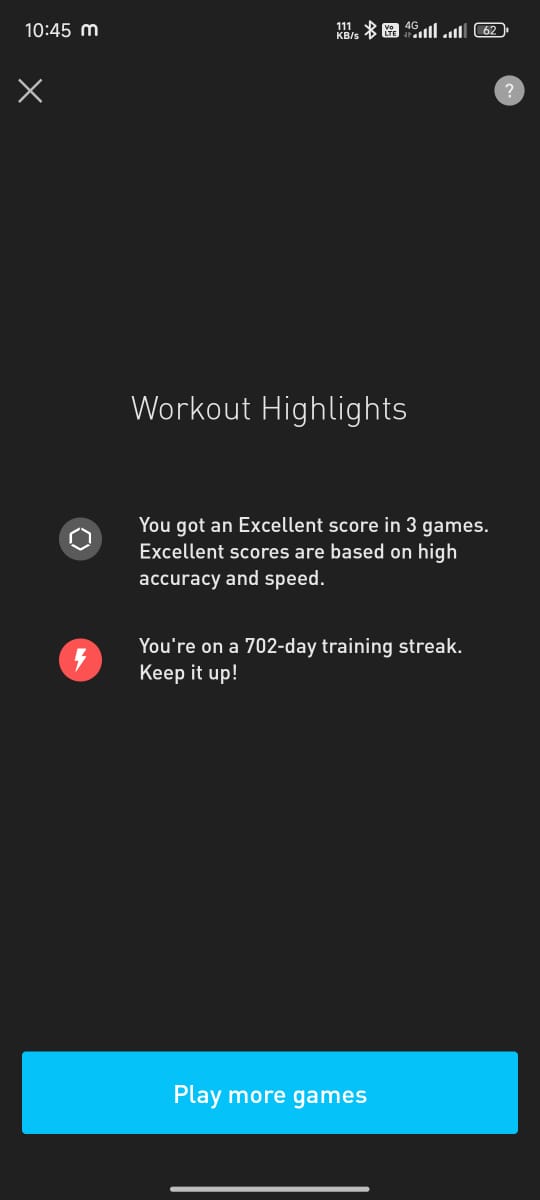 10:45 m
111
KB/s
Vo
LTE
4G
62
?
Workout Highlights
You got an Excellent score in 3 games.
Excellent scores are based on high
accuracy and speed.
You're on a 702-day training streak.
Keep it up!
Play more games